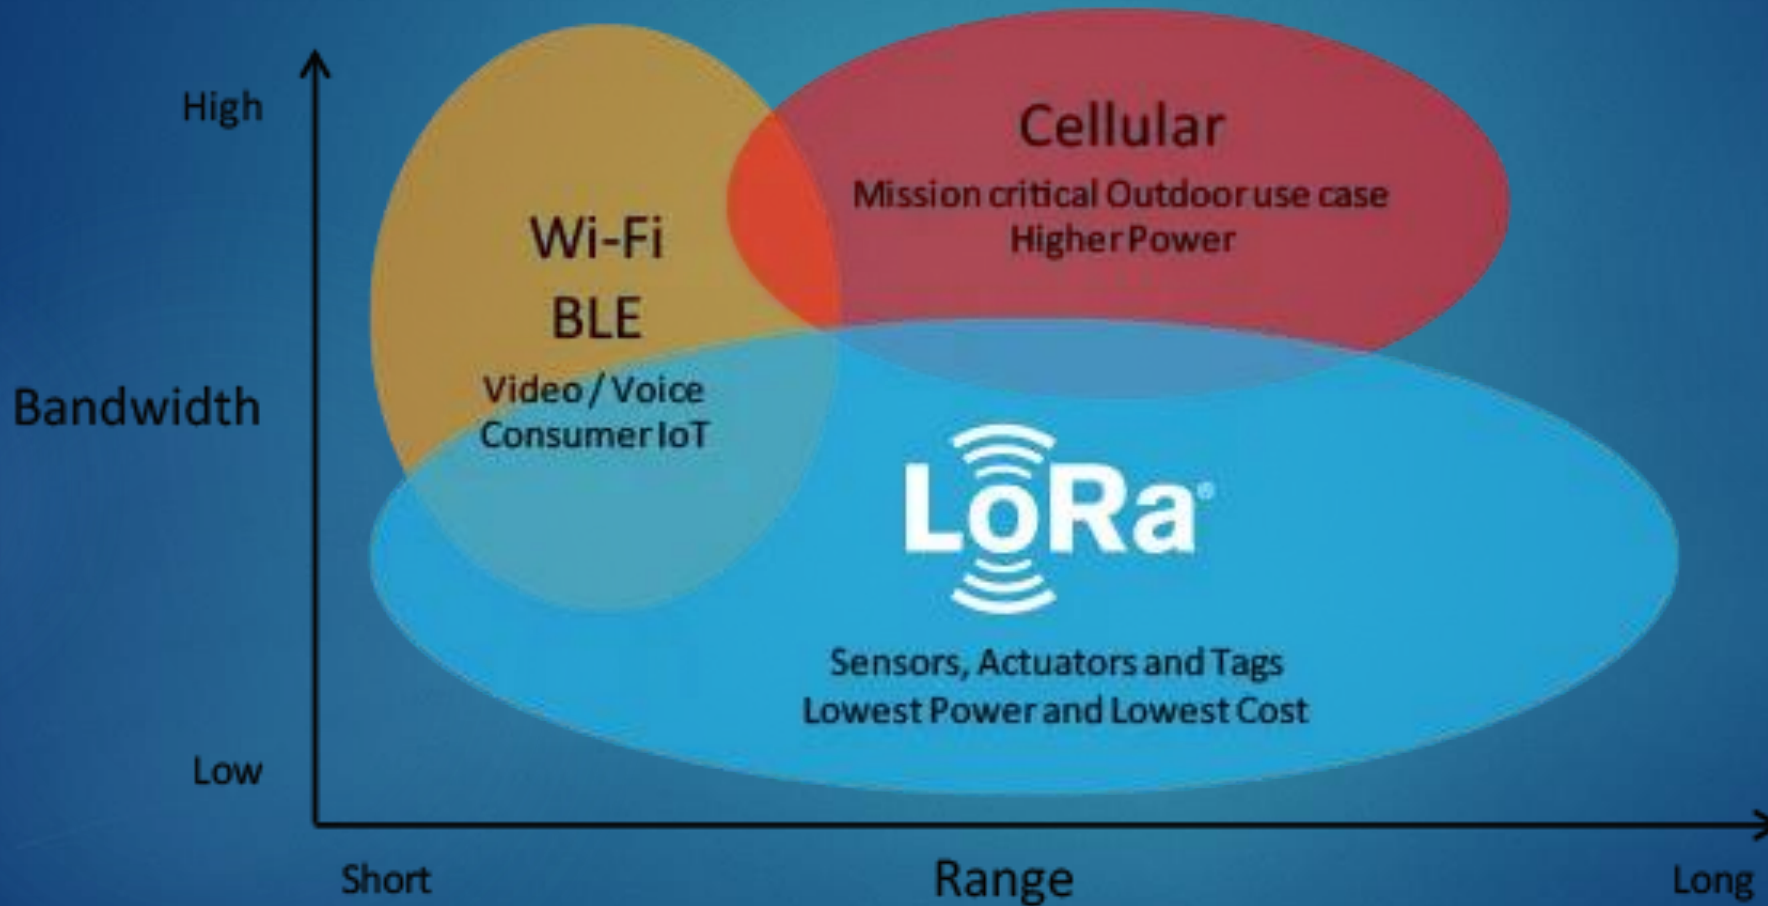 High
Cellular
Mission critical Outdoor use case
Higher Power
Wi-Fi
BLE
Video / Voice
Consumer IoT
Bandwidth
LoRa®
Sensors, Actuators and Tags
Lowest Power and Lowest Cost
Low
Short
Range
Long